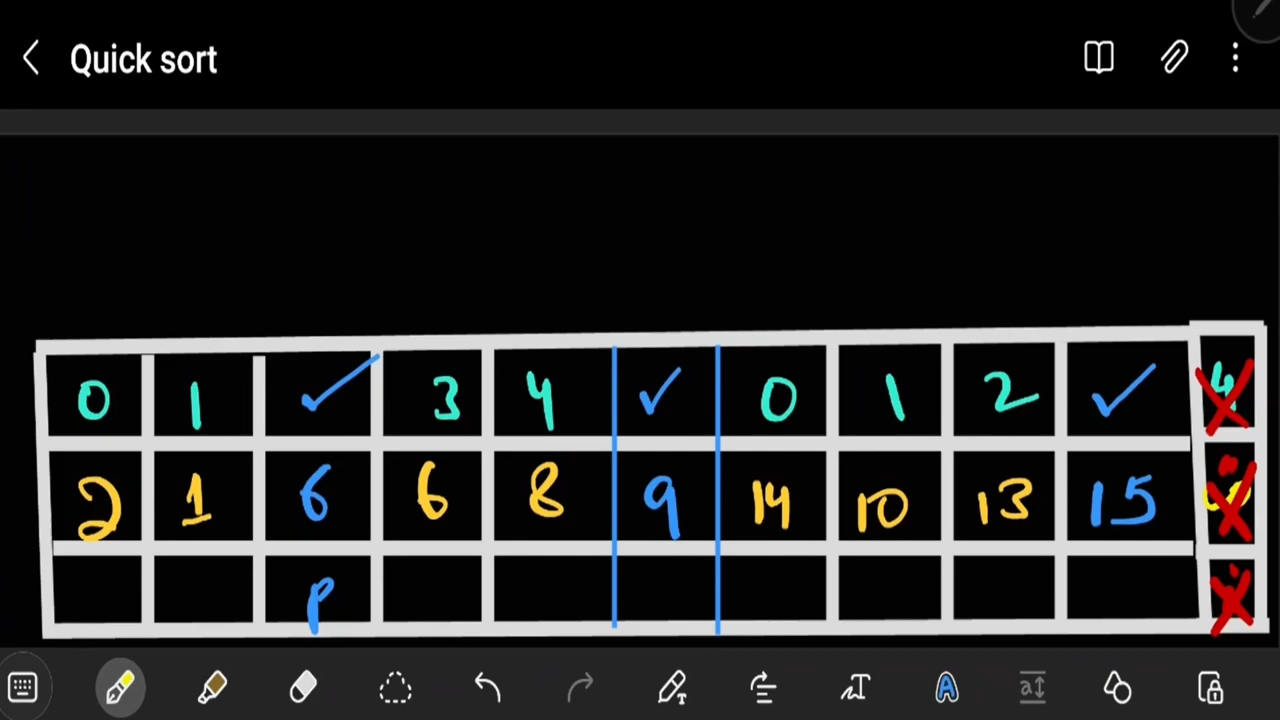 Quick sort
0 1 ✓ 3 4 ✓ 0 1 2 ✓ 4
2 1 6 6 8 9 14 10 13 15
P